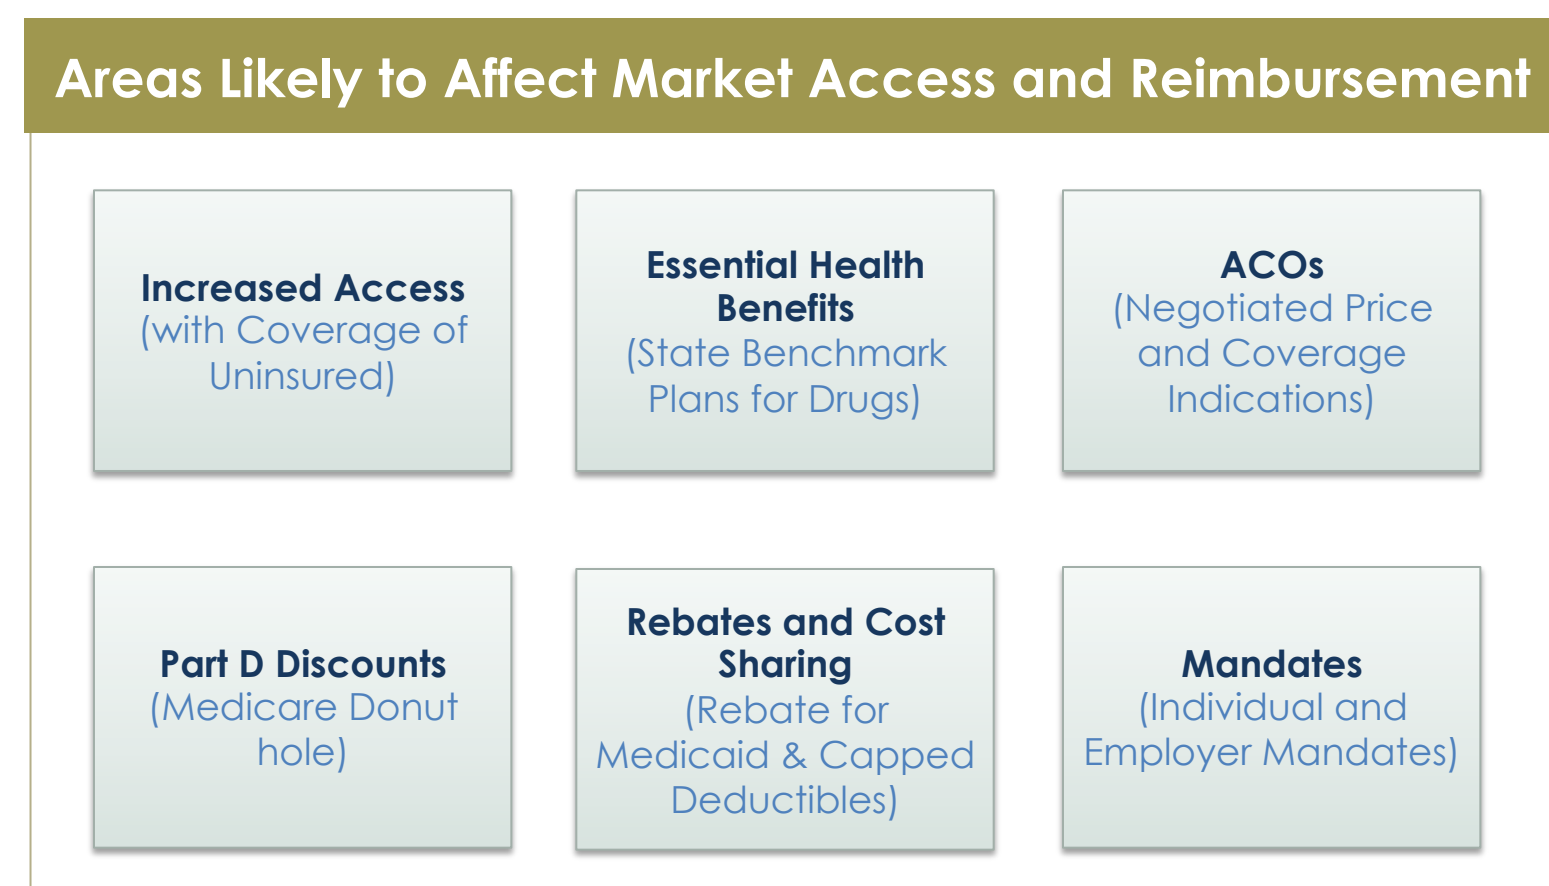 Areas Likely to Affect Market Access and Reimbursement
Increased Access
(with Coverage of
Uninsured)
Essential Health
Benefits
(State Benchmark
Plans for Drugs)
ACOs
(Negotiated Price
and Coverage
Indications)
Part D Discounts
(Medicare Donut
hole)
Rebates and Cost
Sharing
(Rebate for
Medicaid & Capped
Deductibles)
Mandates
(Individual and
Employer Mandates)